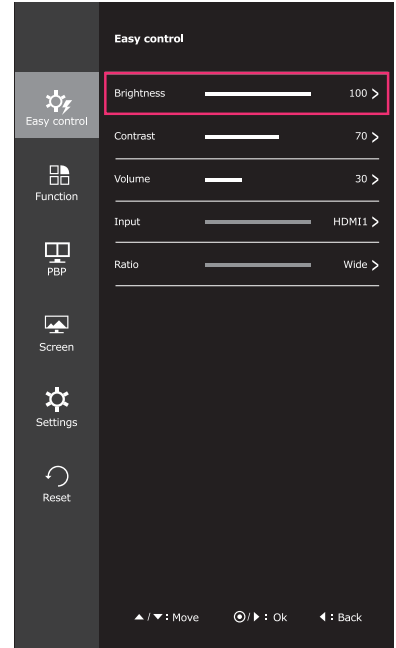 Easy control
Easy control
Function
PBP
Screen
Settings
Reset
Brightness 100 >
Contrast 70 >
Volume 30 >
Input HDMI1 >
Ratio Wide >
▲/▼: Move ◉/▶: Ok ◀: Back